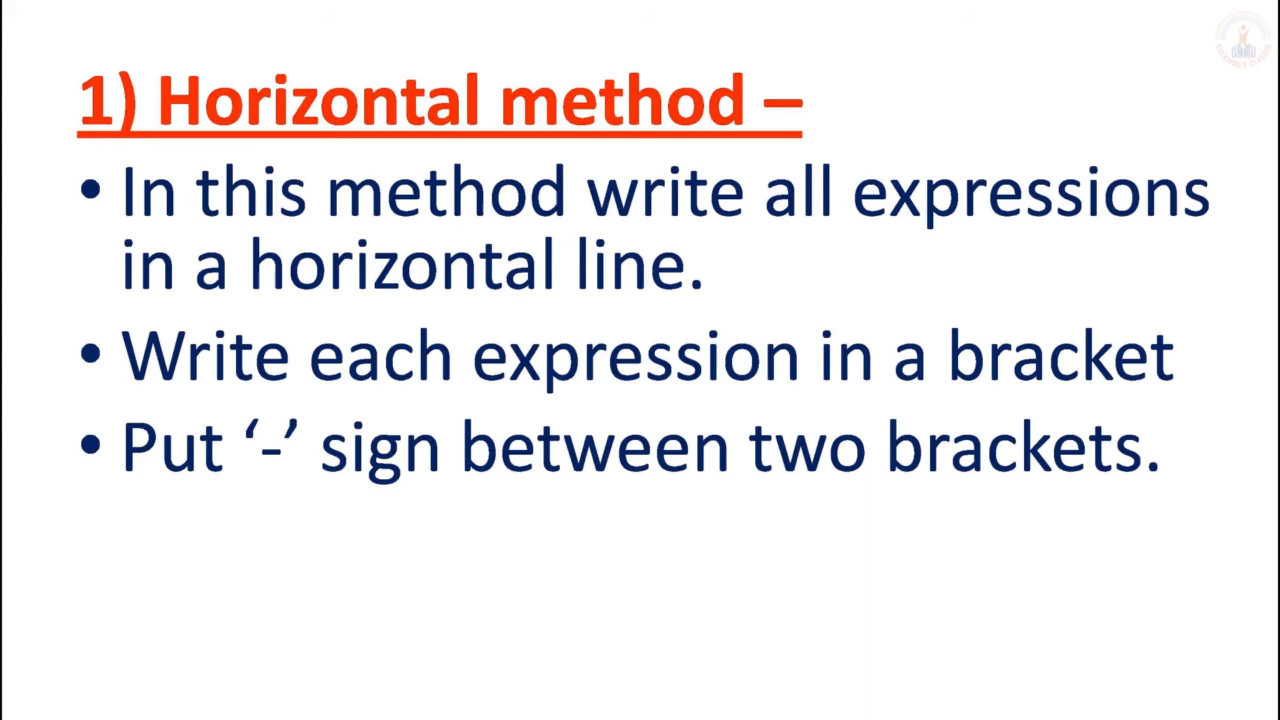 1) Horizontal method –
• In this method write all expressions
in a horizontal line.
• Write each expression in a bracket
• Put ‘-’ sign between two brackets.